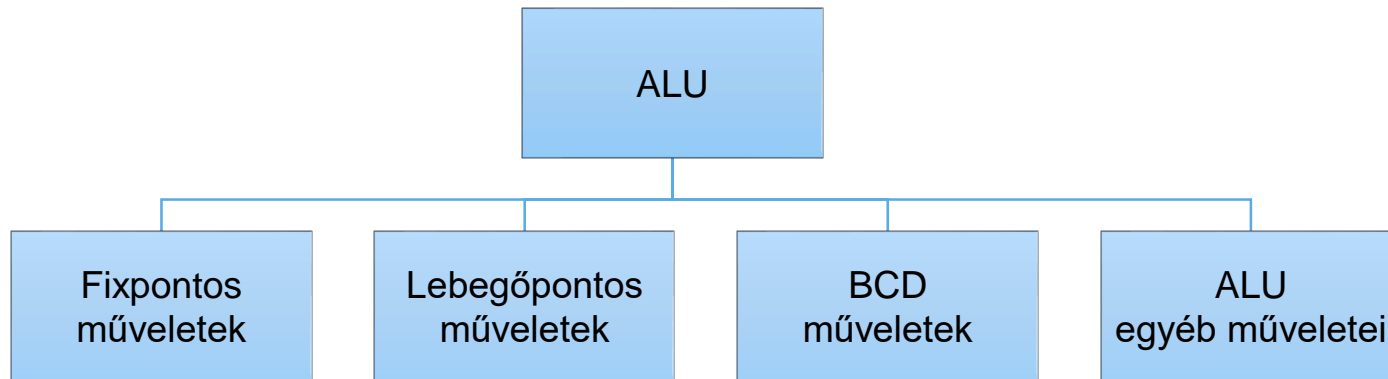 ALU
Fixpontos
műveletek
Lebegőpontos
műveletek
BCD
műveletek
ALU
egyéb műveletei